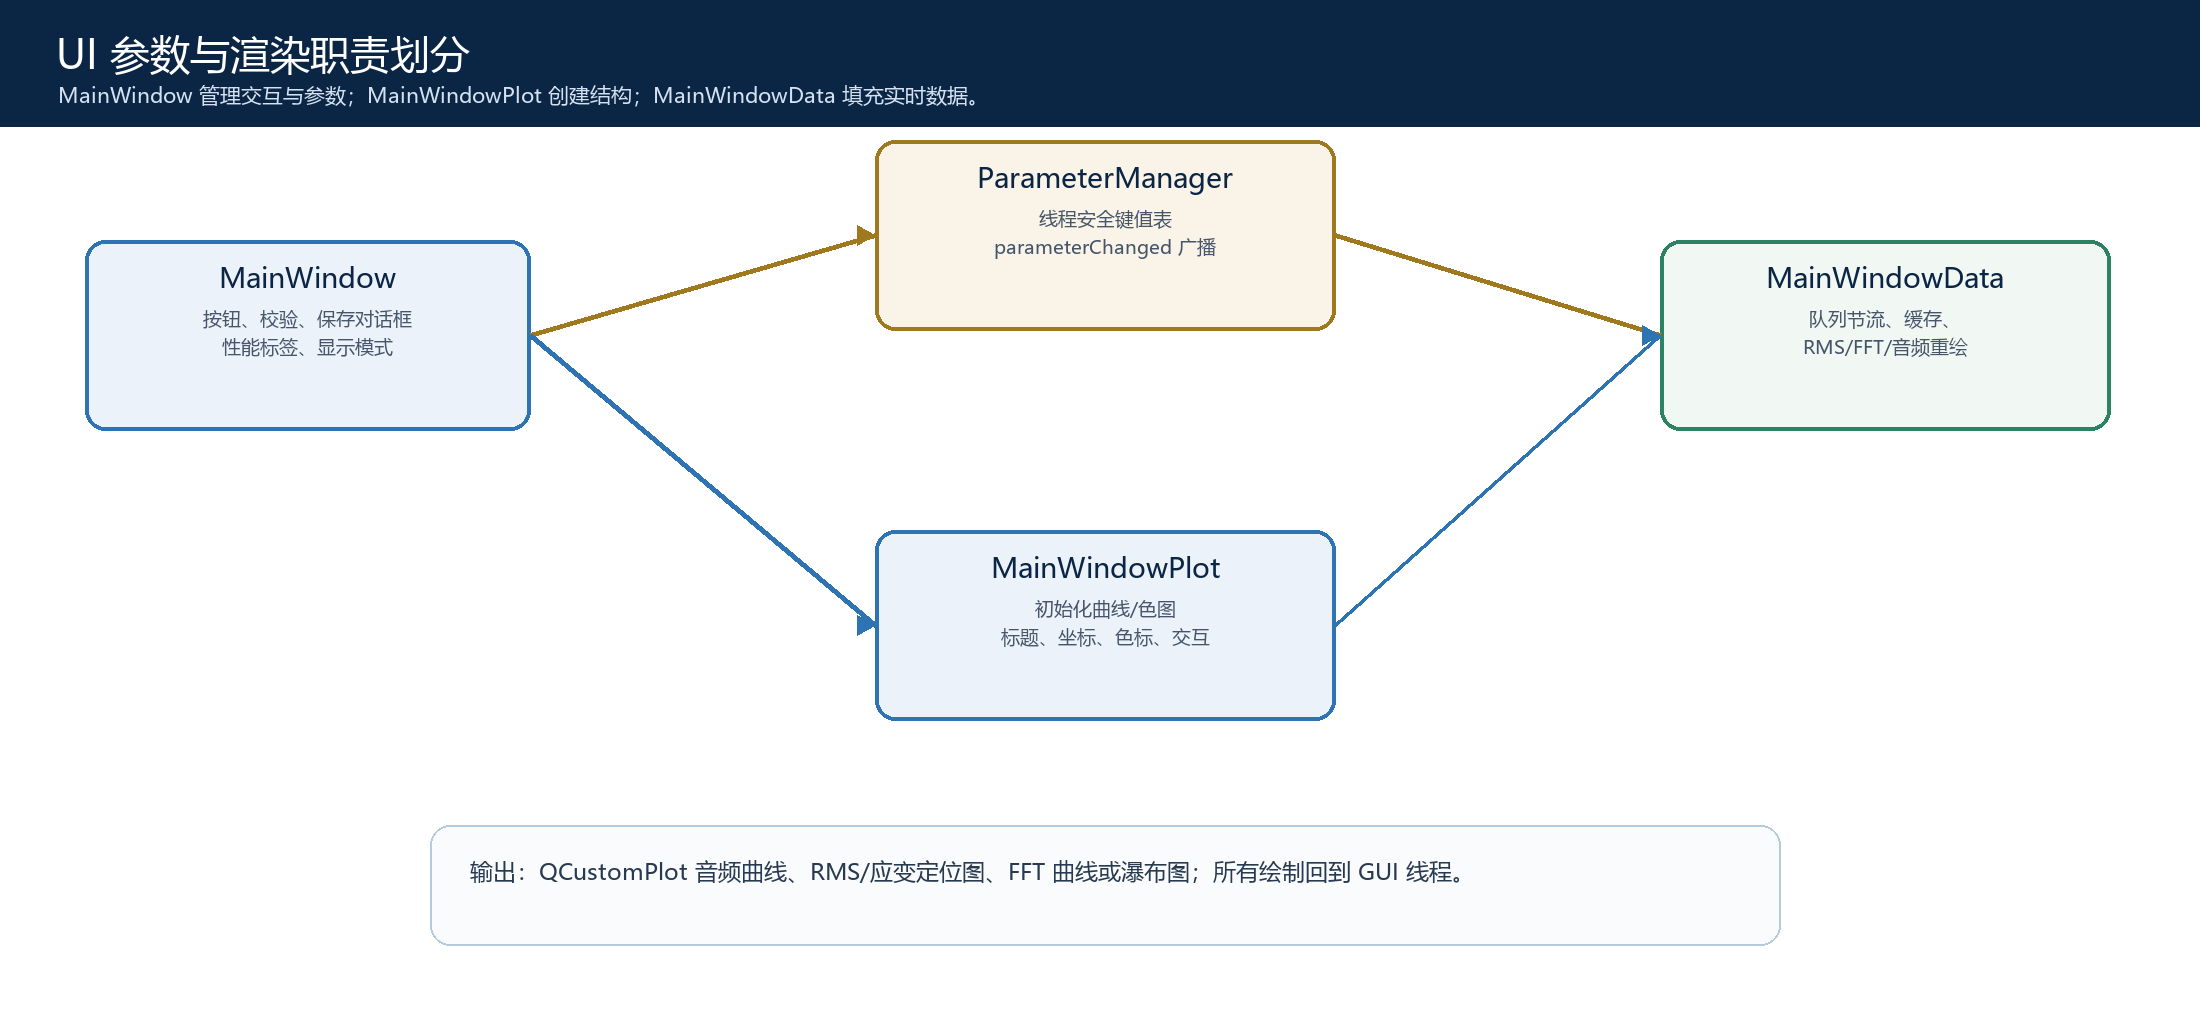 UI 参数与渲染职责划分
MainWindow 管理交互与参数；MainWindowPlot 创建结构；MainWindowData 填充实时数据。
ParameterManager
线程安全键值表
parameterChanged 广播
MainWindow
按钮、校验、保存对话框
性能标签、显示模式
MainWindowData
队列节流、缓存、
RMS/FFT/音频重绘
MainWindowPlot
初始化曲线/色图
标题、坐标、色标、交互
输出：QCustomPlot 音频曲线、RMS/应变定位图、FFT 曲线或瀑布图；所有绘制回到 GUI 线程。